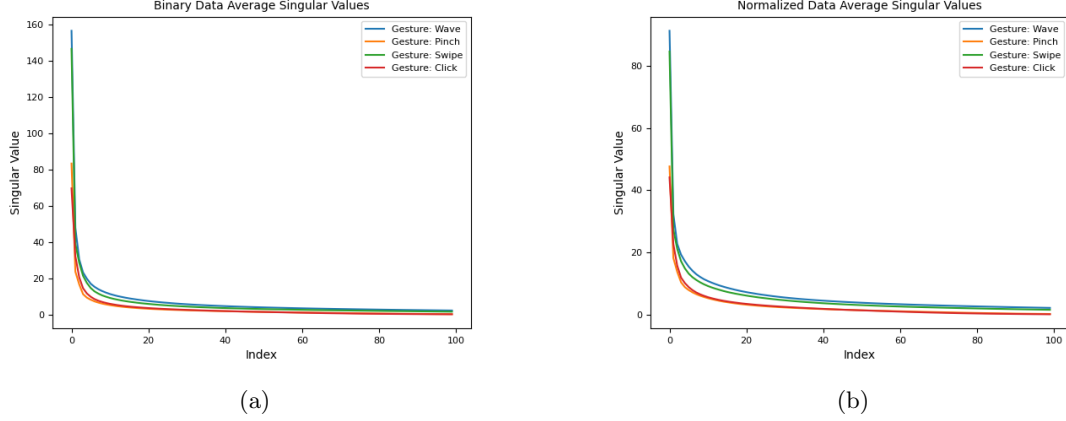 Binary Data Average Singular Values
Gesture: Wave
Gesture: Pinch
Gesture: Swipe
Gesture: Click
Singular Value
160
140
120
100
80
60
40
20
0
0 20 40 60 80 100
Index
(a)
Normalized Data Average Singular Values
Gesture: Wave
Gesture: Pinch
Gesture: Swipe
Gesture: Click
Singular Value
80
60
40
20
0
0 20 40 60 80 100
Index
(b)